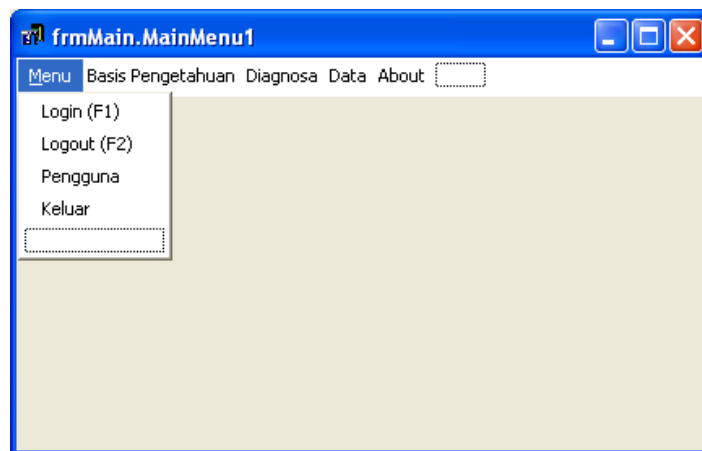 frmMain.MainMenu1
Menu Basis Pengetahuan Diagnosa Data About
Login (F1)
Logout (F2)
Pengguna
Keluar